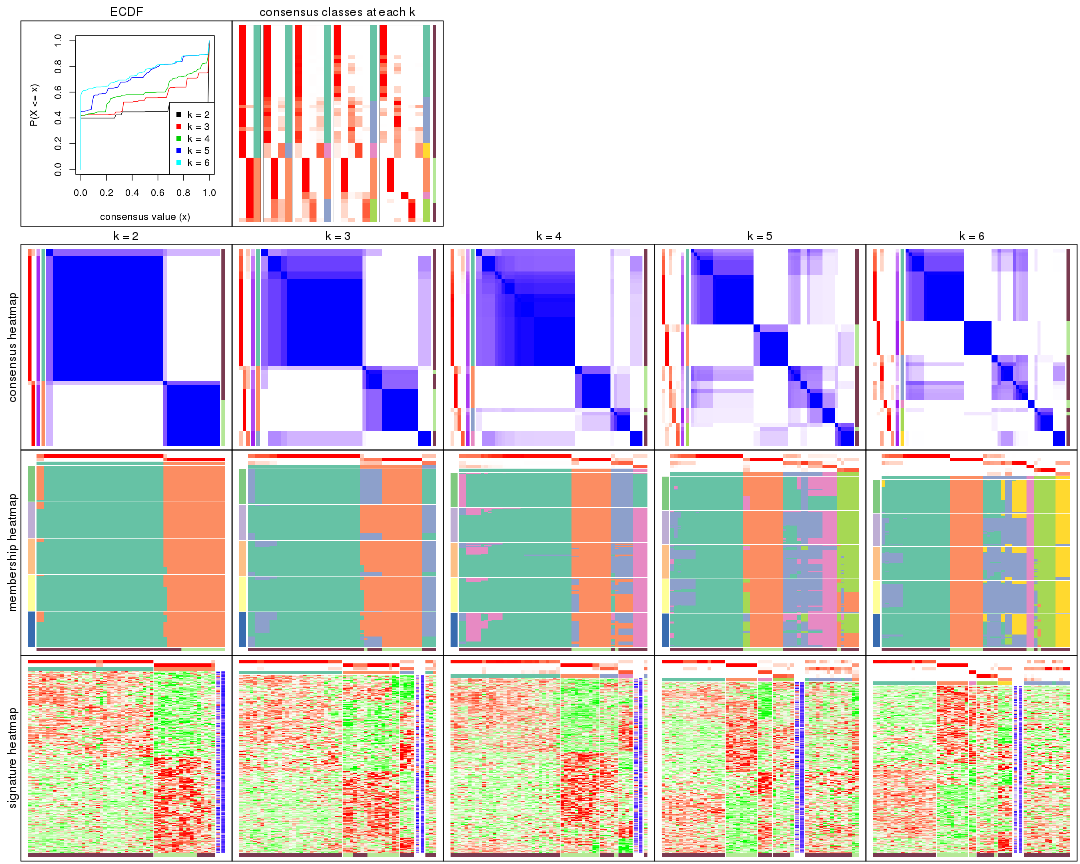 ECDF
consensus classes at each k
P(X <= x)
0.0 0.2 0.4 0.6 0.8 1.0
k = 2
k = 3
k = 4
k = 5
k = 6
0.0 0.2 0.4 0.6 0.8 1.0
consensus value (x)
k = 2 k = 3 k = 4 k = 5 k = 6
consensus heatmap
membership heatmap
signature heatmap